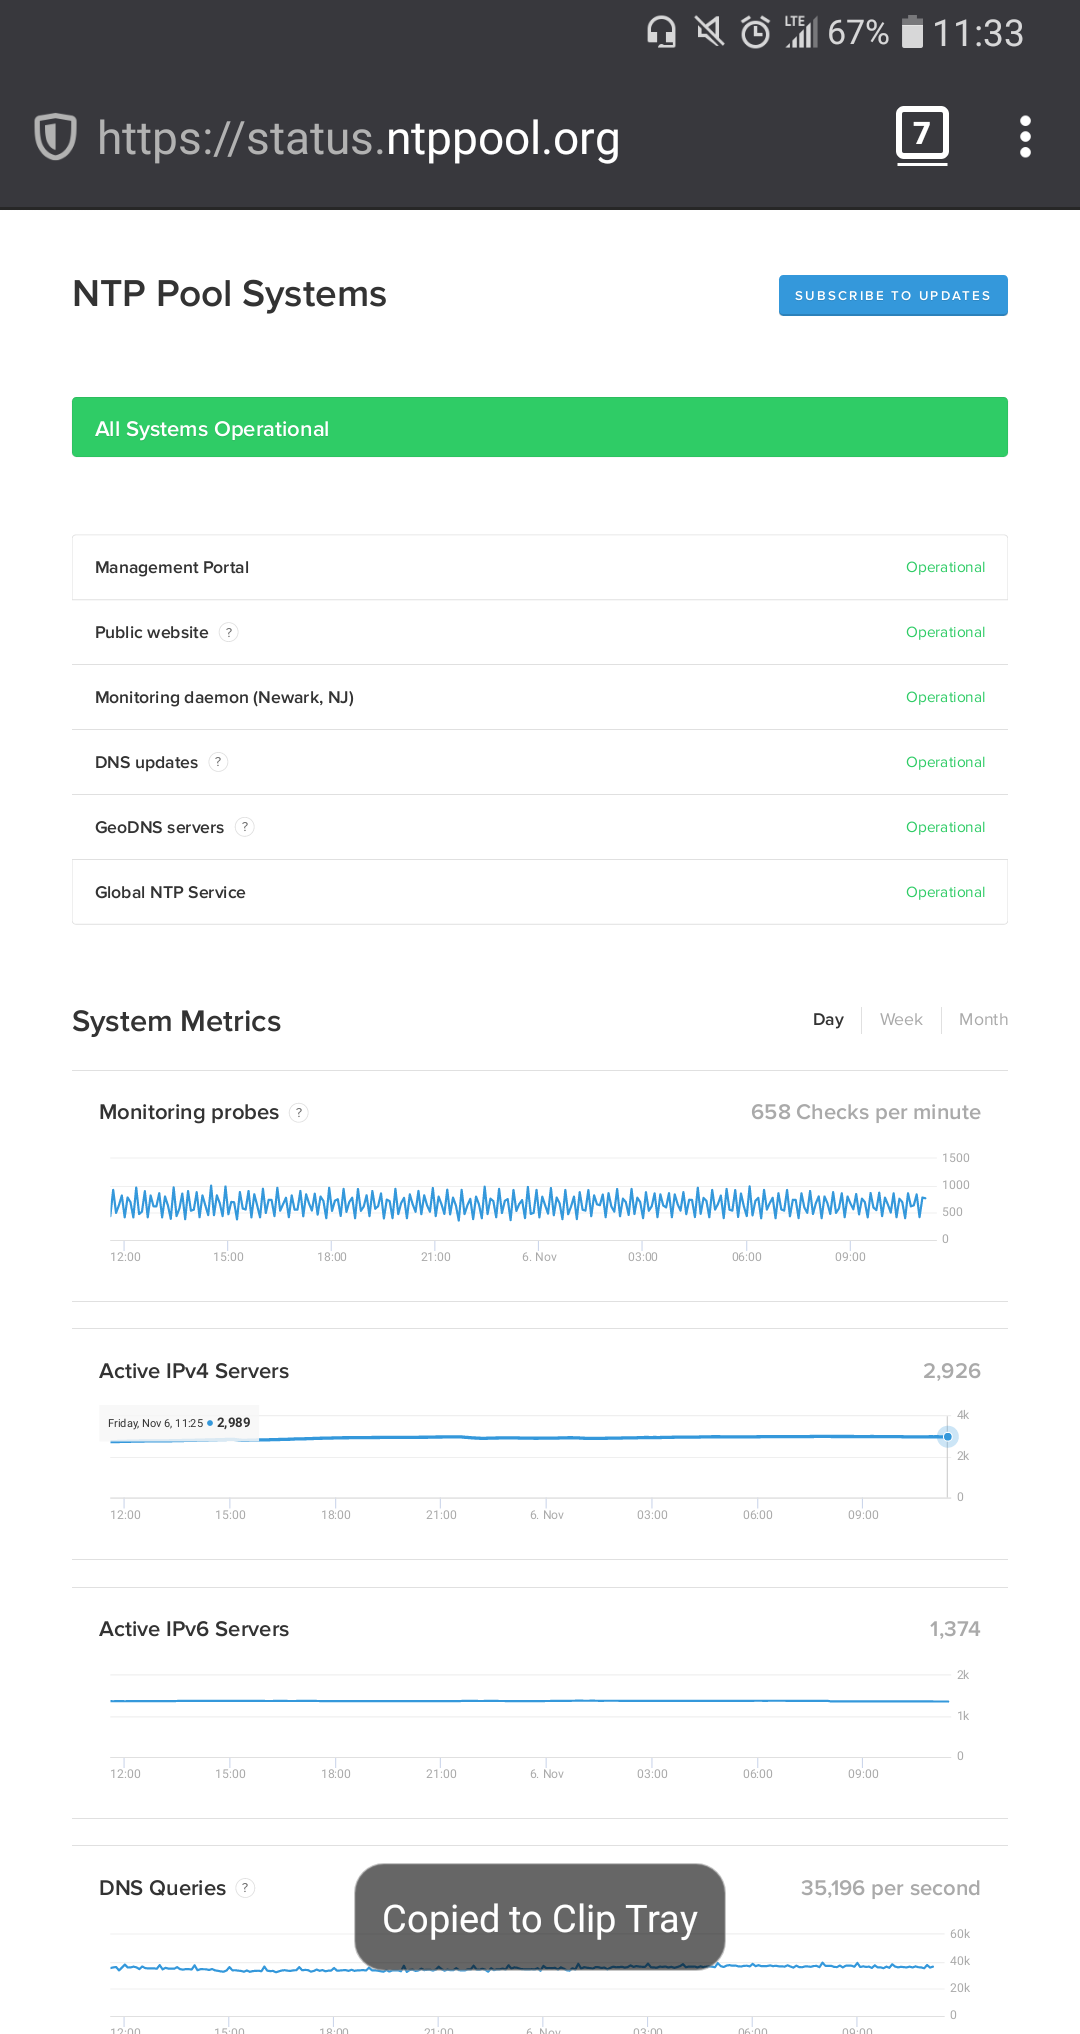 LTE 67% 11:33
https://status.ntppool.org 7
NTP Pool Systems SUBSCRIBE TO UPDATES
All Systems Operational
Management Portal Operational
Public website ? Operational
Monitoring daemon (Newark, NJ) Operational
DNS updates ? Operational
GeoDNS servers ? Operational
Global NTP Service Operational
System Metrics Day Week Month
Monitoring probes ? 658 Checks per minute
1500
1000
500
0
12:00 15:00 18:00 21:00 6. Nov 03:00 06:00 09:00
Active IPv4 Servers 2,926
Friday, Nov 6, 11:25 ● 2,989
4k
2k
0
12:00 15:00 18:00 21:00 6. Nov 03:00 06:00 09:00
Active IPv6 Servers 1,374
2k
1k
0
12:00 15:00 18:00 21:00 6. Nov 03:00 06:00 09:00
DNS Queries ? 35,196 per second
Copied to Clip Tray
60k
40k
20k
0
12:00 15:00 18:00 21:00 6. Nov 03:00 06:00 09:00